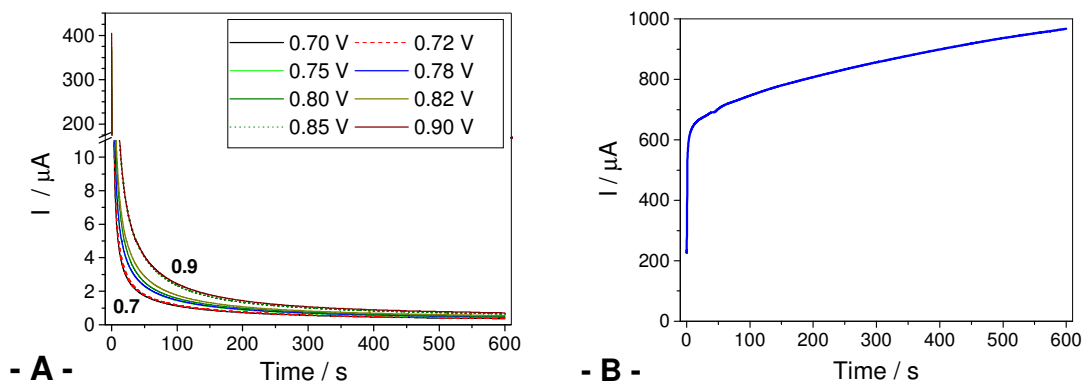 400
300
200
10
8
6
4
2
0
I / μA
0.70 V 0.72 V
0.75 V 0.78 V
0.80 V 0.82 V
0.85 V 0.90 V
0.9
0.7
0 100 200 300 400 500 600
Time / s
- A -
1000
800
600
400
200
0
I / μA
0 100 200 300 400 500 600
Time / s
- B -